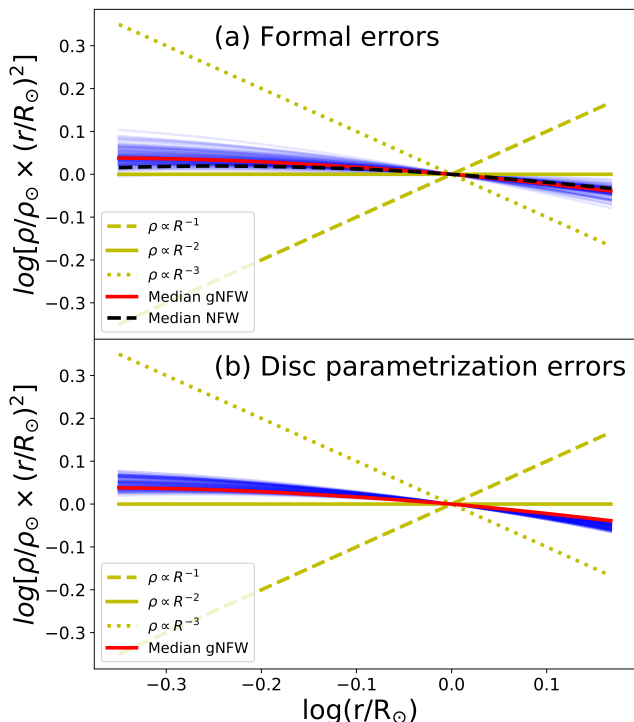 (a) Formal errors
log[ρ/ρ⊙ × (r/R⊙)²]
0.3
0.2
0.1
0.0
−0.1
−0.2
−0.3
ρ ∝ R⁻¹
ρ ∝ R⁻²
ρ ∝ R⁻³
Median gNFW
Median NFW
(b) Disc parametrization errors
log[ρ/ρ⊙ × (r/R⊙)²]
0.3
0.2
0.1
0.0
−0.1
−0.2
−0.3
ρ ∝ R⁻¹
ρ ∝ R⁻²
ρ ∝ R⁻³
Median gNFW
−0.3 −0.2 −0.1 0.0 0.1
log(r/R⊙)